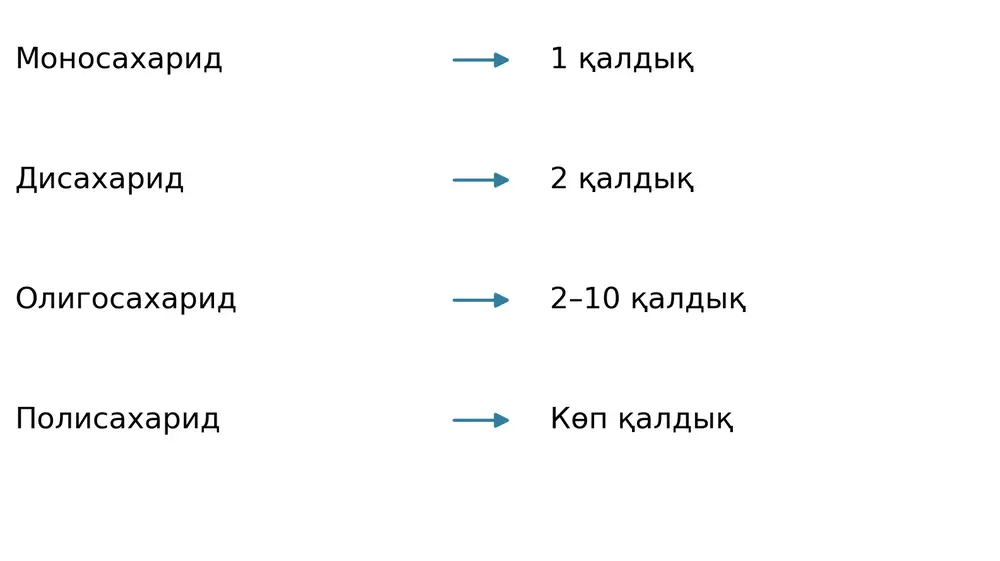 Моносахарид → 1 қалдық
Дисахарид → 2 қалдық
Олигосахарид → 2–10 қалдық
Полисахарид → Көп қалдық